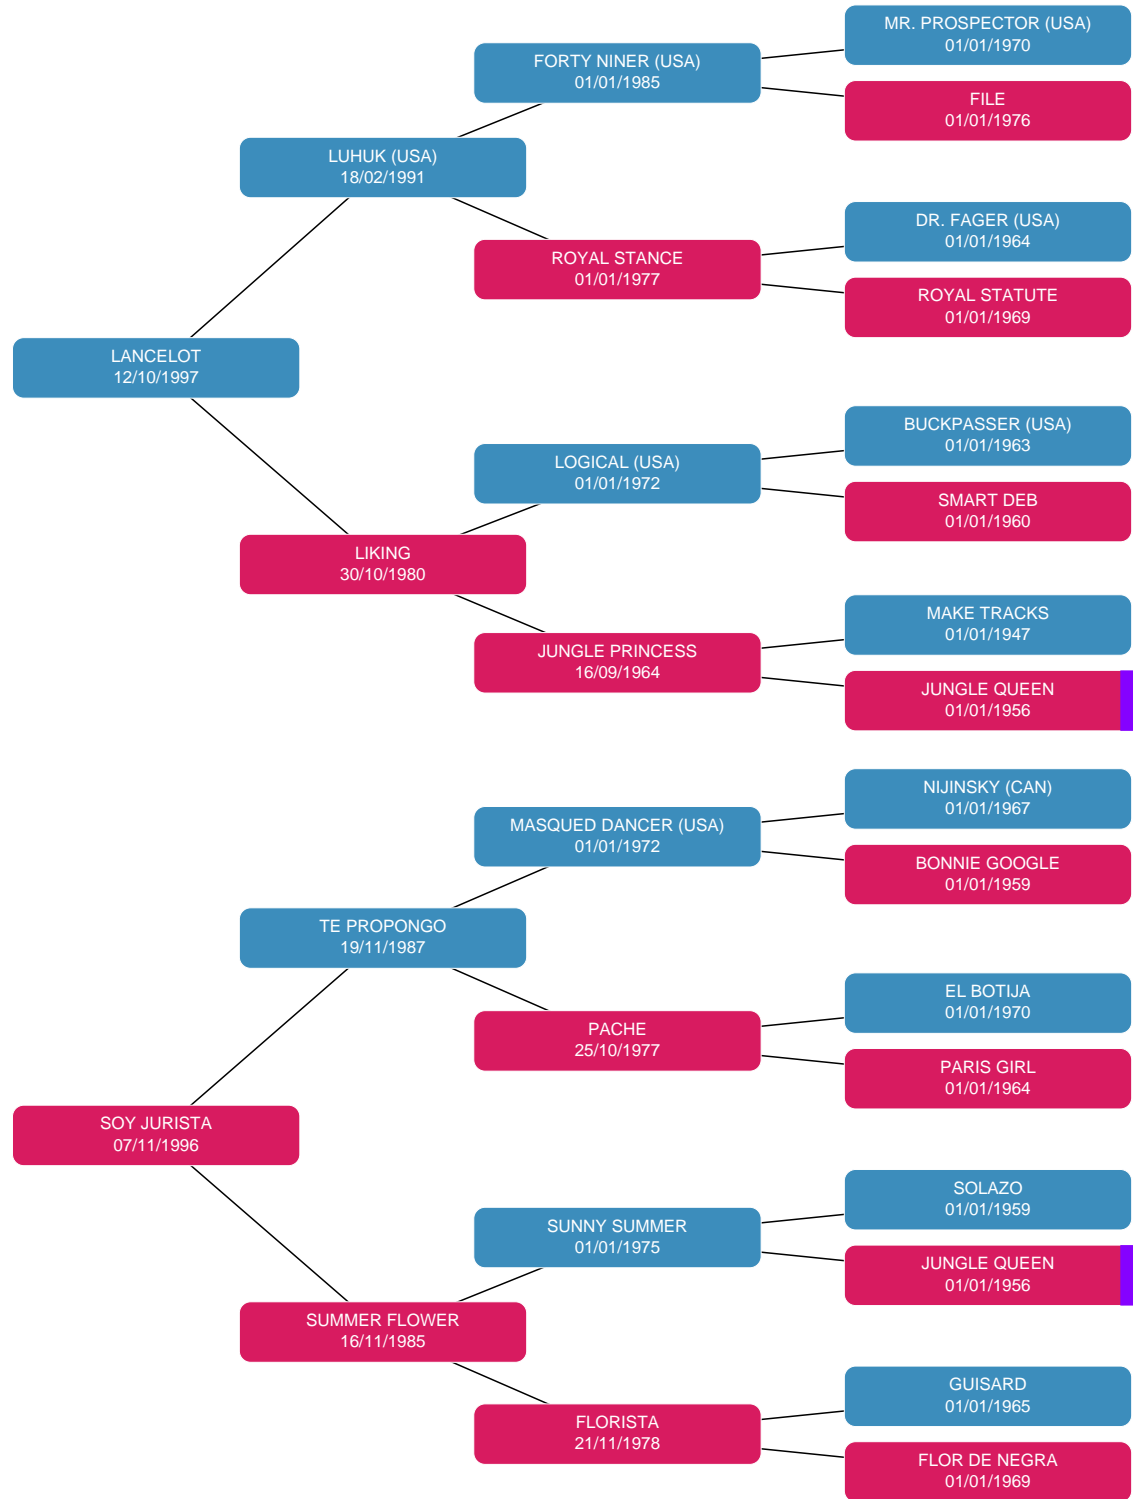 MR. PROSPECTOR (USA)
01/01/1970
FORTY NINER (USA)
01/01/1985
FILE
01/01/1976
LUHUK (USA)
18/02/1991
DR. FAGER (USA)
01/01/1964
ROYAL STANCE
01/01/1977
ROYAL STATUTE
01/01/1969
LANCELOT
12/10/1997
BUCKPASSER (USA)
01/01/1963
LOGICAL (USA)
01/01/1972
SMART DEB
01/01/1960
LIKING
30/10/1980
MAKE TRACKS
01/01/1947
JUNGLE PRINCESS
16/09/1964
JUNGLE QUEEN
01/01/1956
NIJINSKY (CAN)
01/01/1967
MASQUED DANCER (USA)
01/01/1972
BONNIE GOOGLE
01/01/1959
TE PROPONGO
19/11/1987
EL BOTIJA
01/01/1970
PACHE
25/10/1977
PARIS GIRL
01/01/1964
SOY JURISTA
07/11/1996
SOLAZO
01/01/1959
SUNNY SUMMER
01/01/1975
JUNGLE QUEEN
01/01/1956
SUMMER FLOWER
16/11/1985
GUISARD
01/01/1965
FLORISTA
21/11/1978
FLOR DE NEGRA
01/01/1969